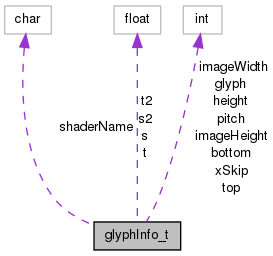 char
float
int
shaderName
t2
s2
s
t
imageWidth
glyph
height
pitch
imageHeight
bottom
xSkip
top
glyphInfo_t